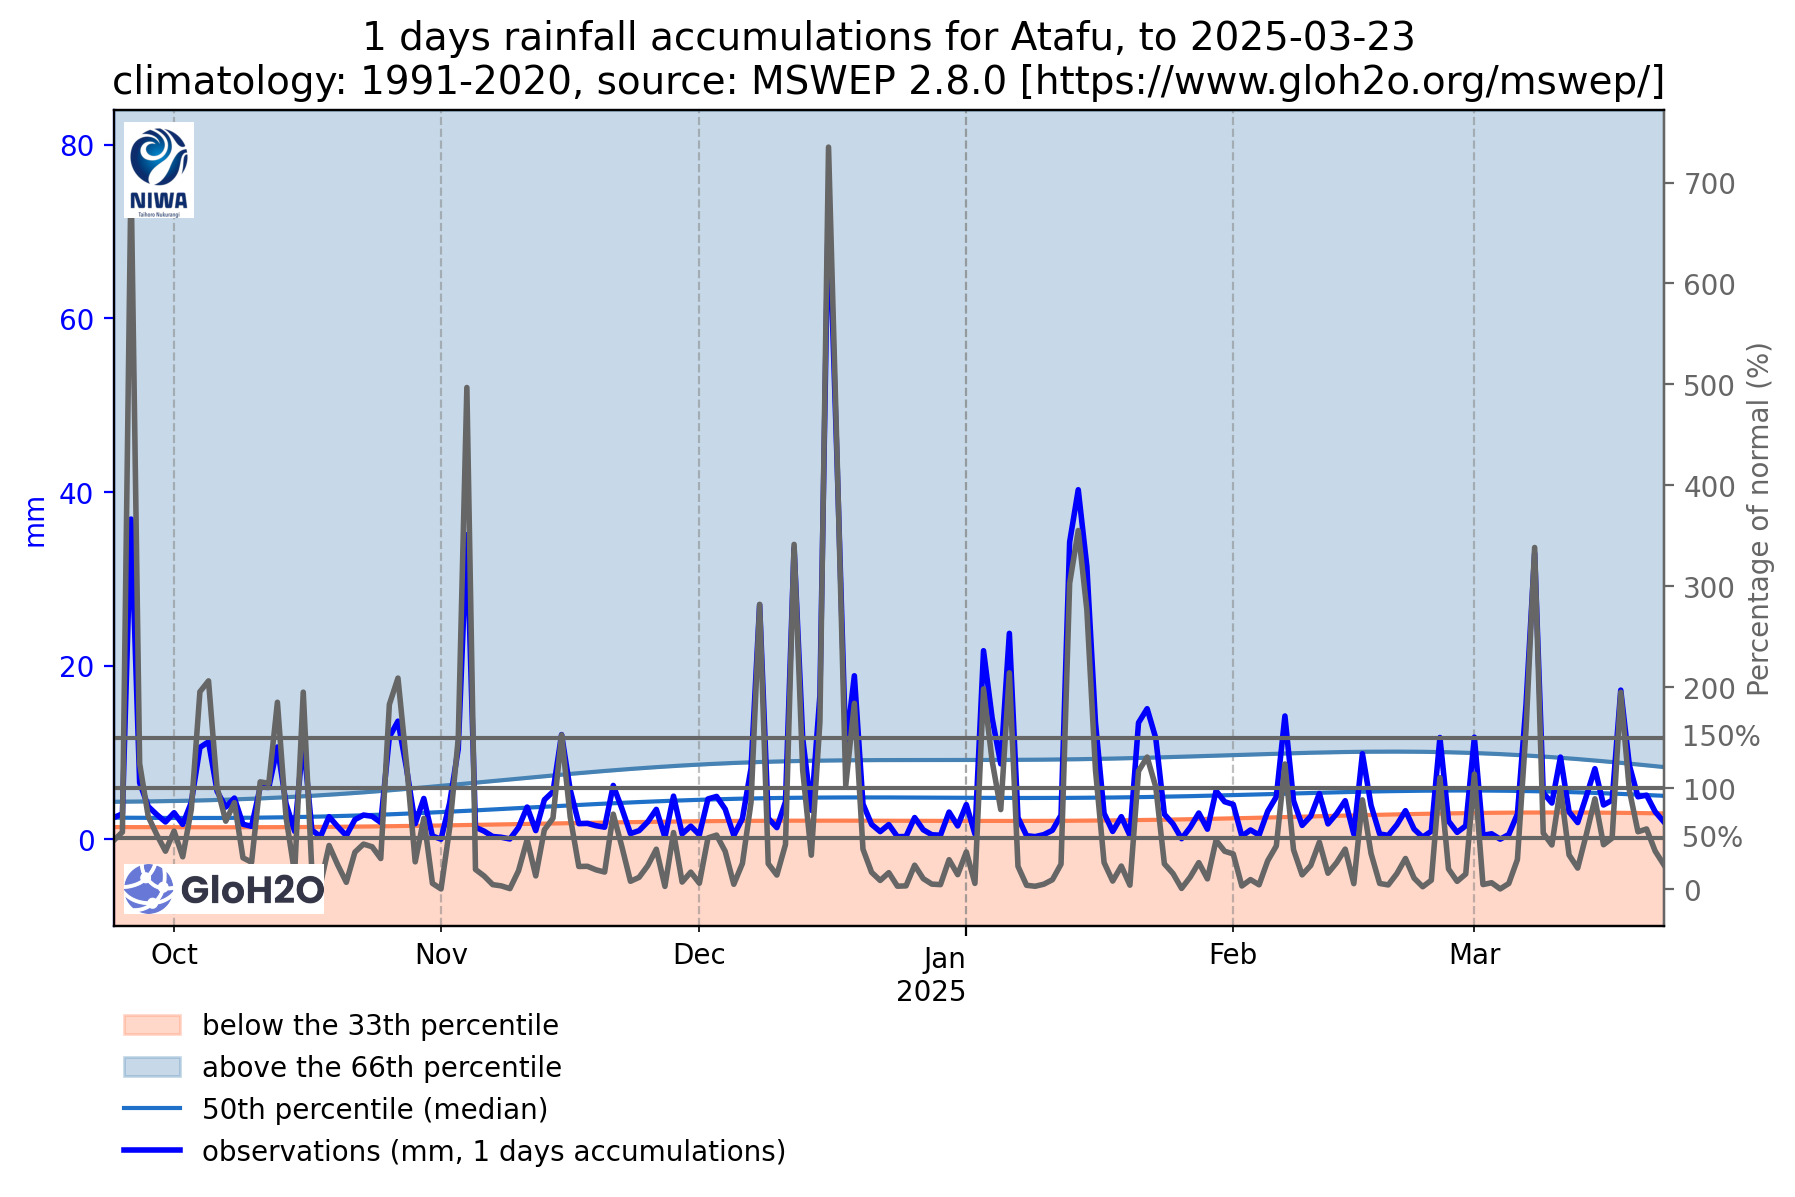 1 days rainfall accumulations for Atafu, to 2025-03-23
climatology: 1991-2020, source: MSWEP 2.8.0 [https://www.gloh2o.org/mswep/]
80
60
40
20
0
mm
NIWA
Taihoro Nukurangi
GloH2O
700
600
500
400
300
200
150%
100
50%
0
Percentage of normal (%)
Oct
Nov
Dec
Jan
2025
Feb
Mar
below the 33th percentile
above the 66th percentile
50th percentile (median)
observations (mm, 1 days accumulations)